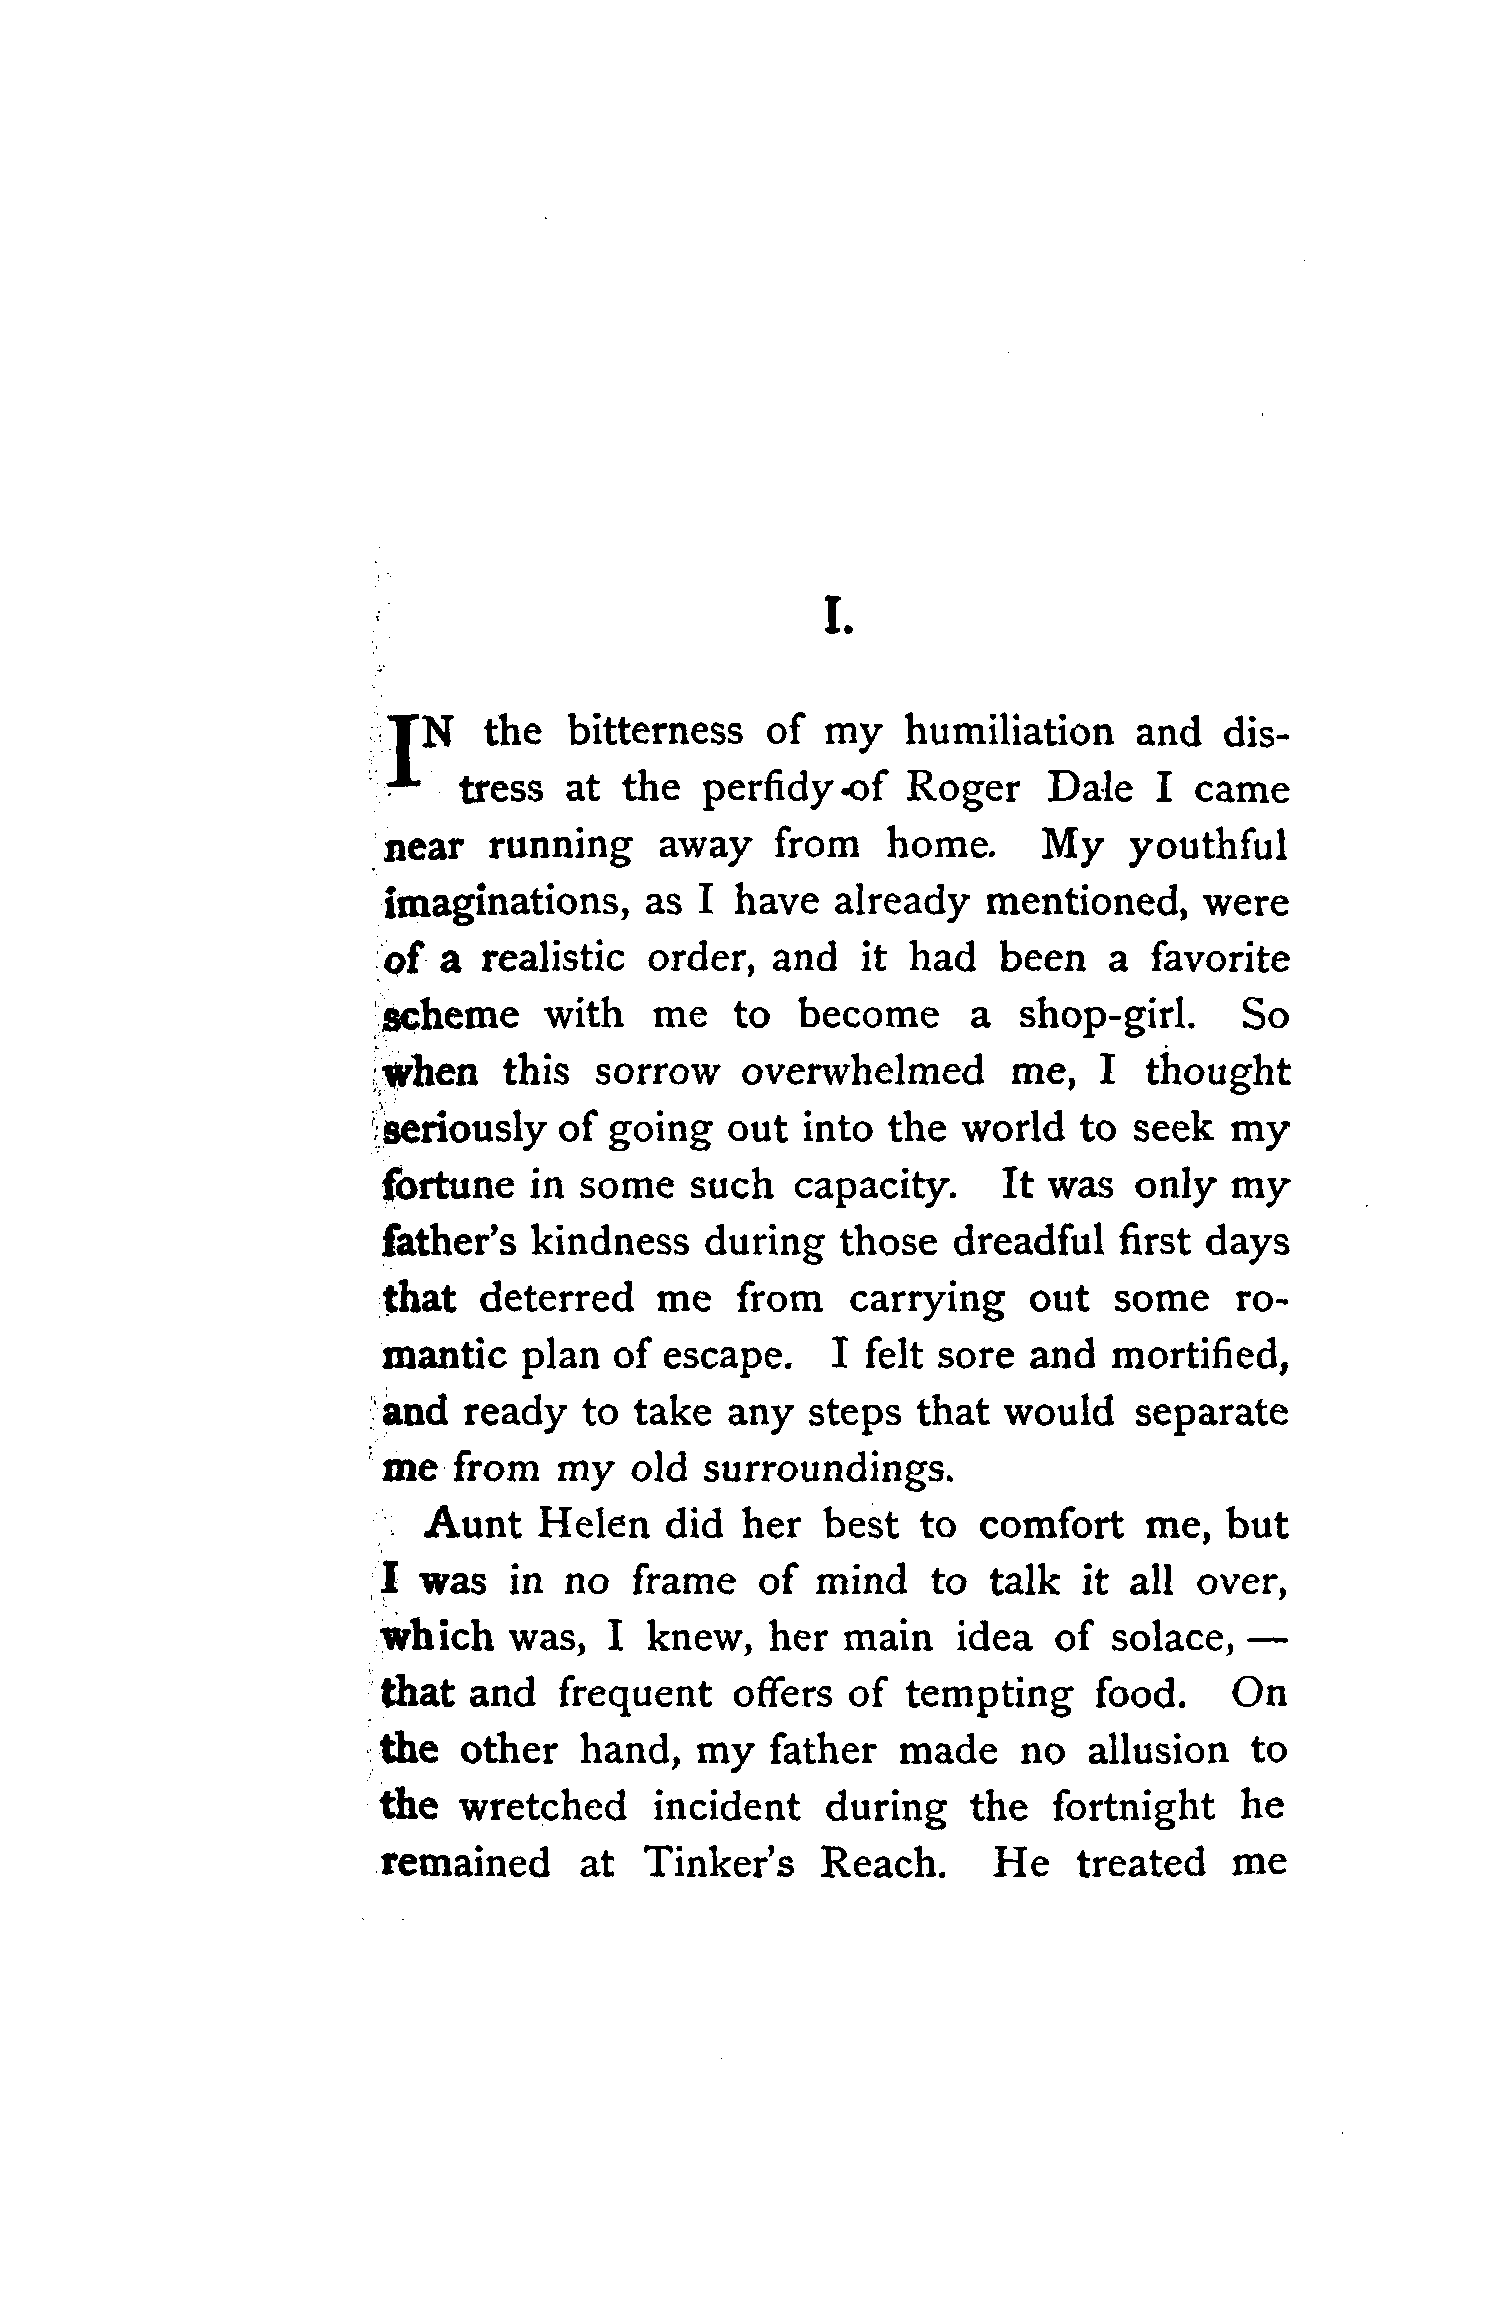 I.
IN the bitterness of my humiliation and dis-
tress at the perfidy of Roger Dale I came
near running away from home. My youthful
imaginations, as I have already mentioned, were
of a realistic order, and it had been a favorite
scheme with me to become a shop-girl. So
when this sorrow overwhelmed me, I thought
seriously of going out into the world to seek my
fortune in some such capacity. It was only my
father's kindness during those dreadful first days
that deterred me from carrying out some ro-
mantic plan of escape. I felt sore and mortified,
and ready to take any steps that would separate
me from my old surroundings.
Aunt Helen did her best to comfort me, but
I was in no frame of mind to talk it all over,
which was, I knew, her main idea of solace, —
that and frequent offers of tempting food. On
the other hand, my father made no allusion to
the wretched incident during the fortnight he
remained at Tinker's Reach. He treated me